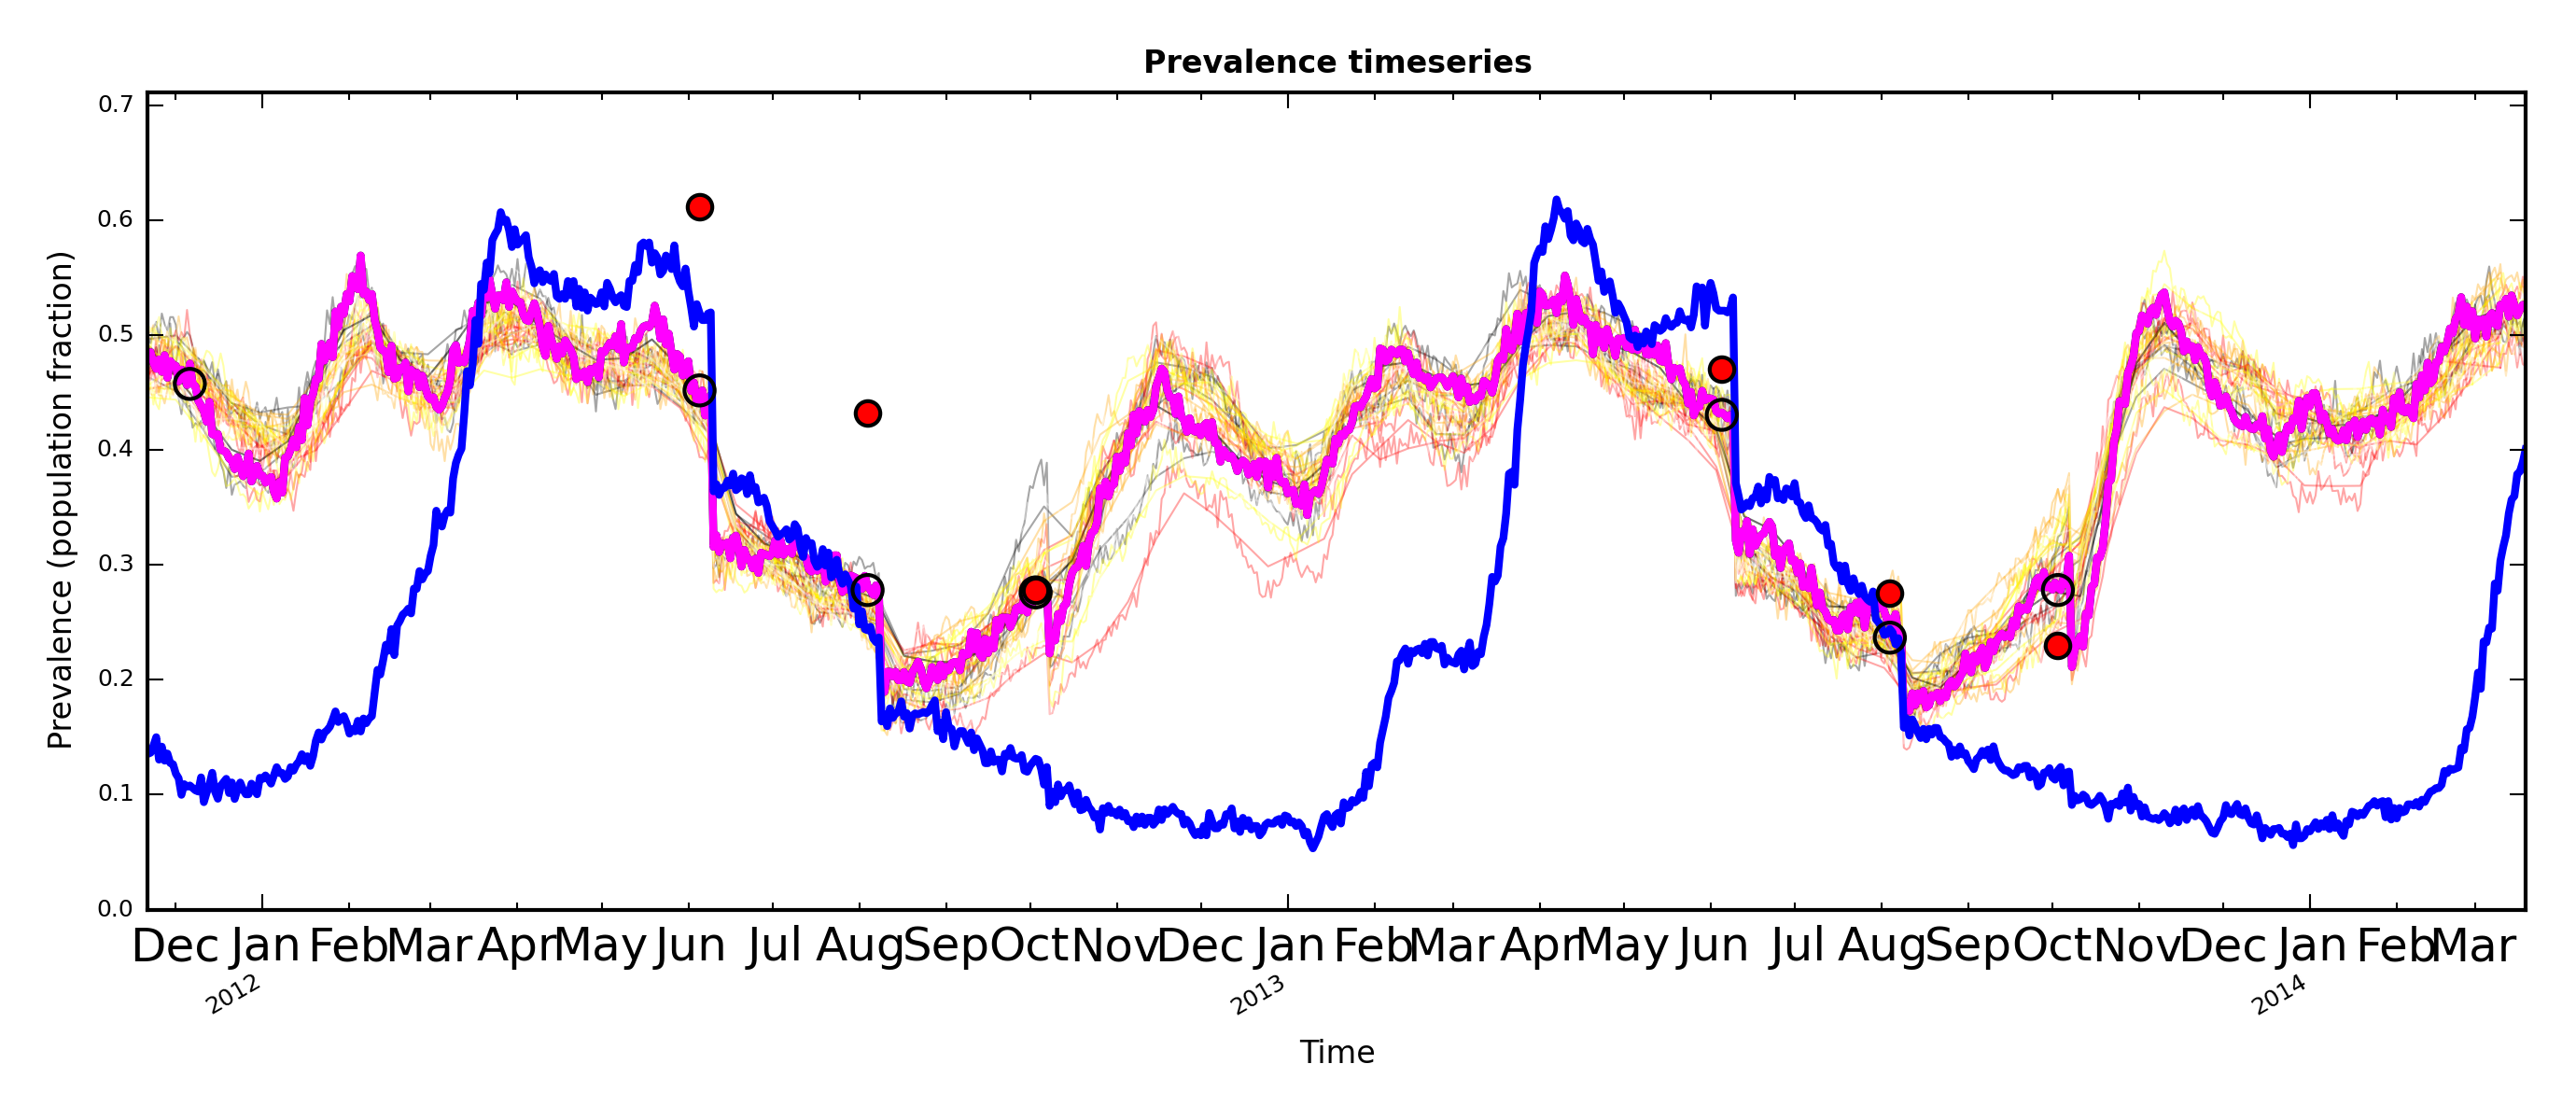 Prevalence timeseries
Prevalence (population fraction)
0.7
0.6
0.5
0.4
0.3
0.2
0.1
0.0
Dec Jan Feb Mar Apr May Jun Jul Aug Sep Oct Nov Dec Jan Feb Mar Apr May Jun Jul Aug Sep Oct Nov Dec Jan Feb Mar
2012 2013 2014
Time